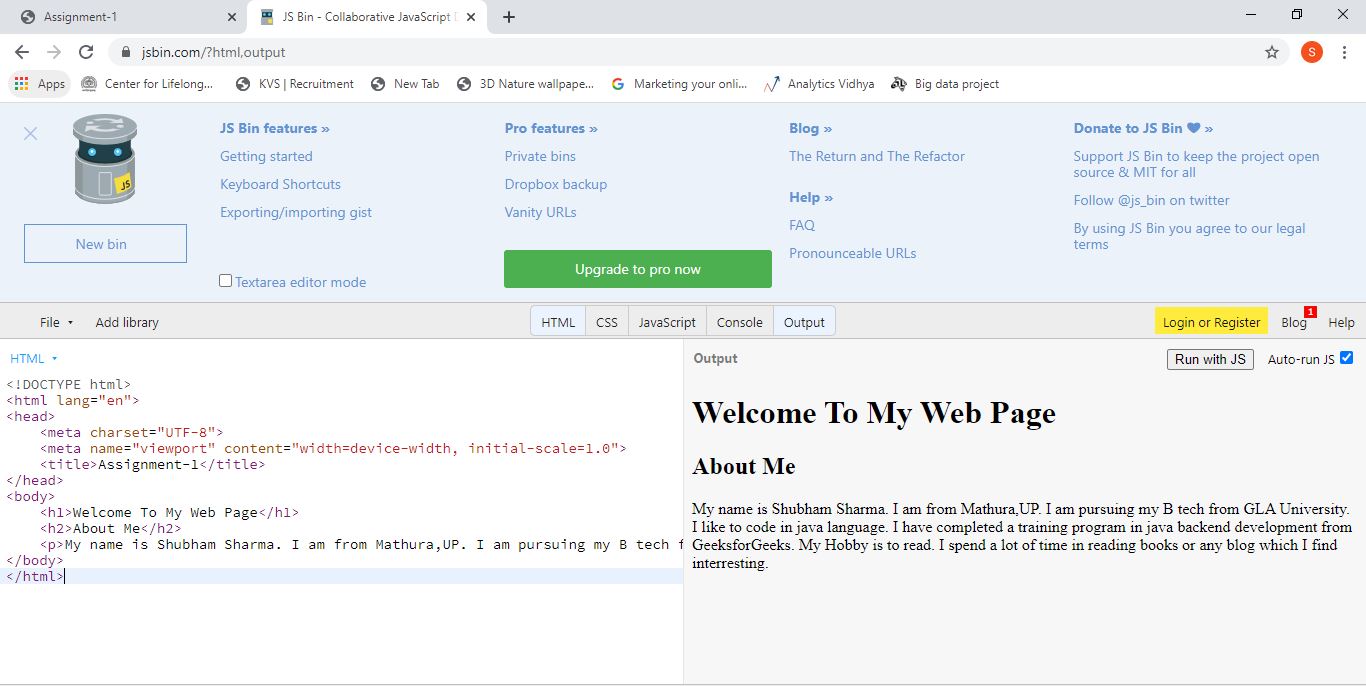 Assignment-1
JS Bin - Collaborative JavaScript D
jsbin.com/?html,output
S
Apps
Center for Lifelong...
KVS | Recruitment
New Tab
3D Nature wallpape...
Marketing your onli...
Analytics Vidhya
Big data project
JS
New bin
JS Bin features »
Getting started
Keyboard Shortcuts
Exporting/importing gist
Textarea editor mode
Pro features »
Private bins
Dropbox backup
Vanity URLs
Upgrade to pro now
Blog »
The Return and The Refactor
Help »
FAQ
Pronounceable URLs
Donate to JS Bin ❤ »
Support JS Bin to keep the project open
source & MIT for all
Follow @js_bin on twitter
By using JS Bin you agree to our legal
terms
File
Add library
HTML
CSS
JavaScript
Console
Output
Login or Register
Blog
1
Help
HTML
<!DOCTYPE html>
<html lang="en">
<head>
    <meta charset="UTF-8">
    <meta name="viewport" content="width=device-width, initial-scale=1.0">
    <title>Assignment-1</title>
</head>
<body>
    <h1>Welcome To My Web Page</h1>
    <h2>About Me</h2>
    <p>My name is Shubham Sharma. I am from Mathura,UP. I am pursuing my B tech f
</body>
</html>
Output
Run with JS
Auto-run JS
Welcome To My Web Page
About Me
My name is Shubham Sharma. I am from Mathura,UP. I am pursuing my B tech from GLA University.
I like to code in java language. I have completed a training program in java backend development from
GeeksforGeeks. My Hobby is to read. I spend a lot of time in reading books or any blog which I find
interresting.